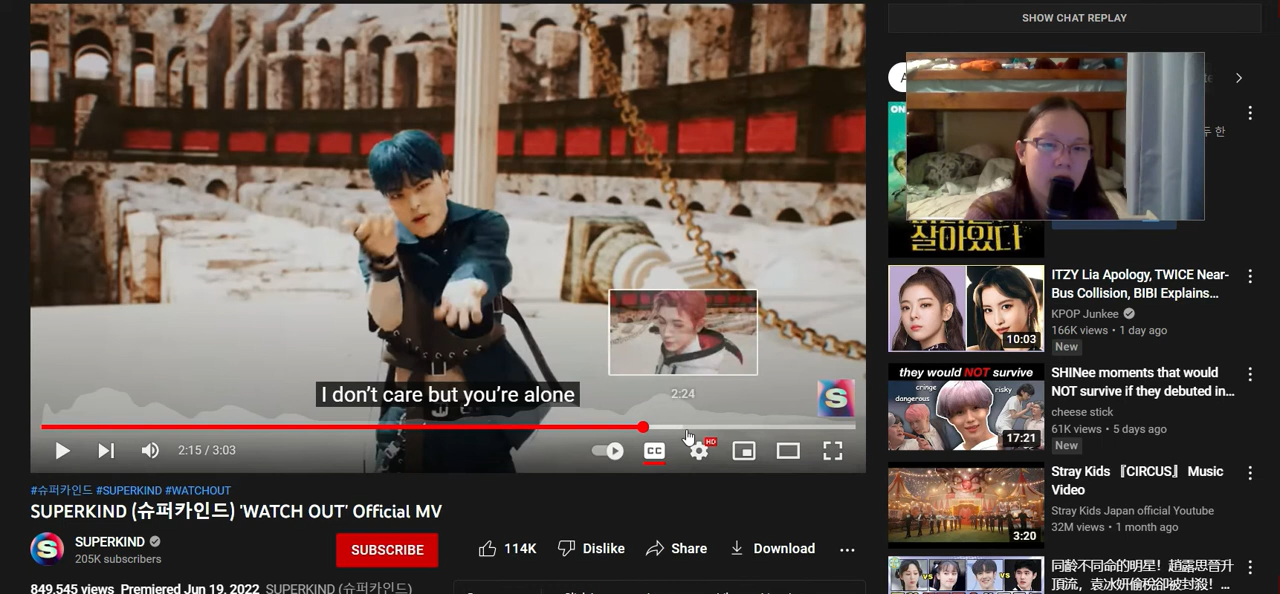 SHOW CHAT REPLAY
ON
두 한
살아있다
I don't care but you're alone
2:24
S
CC
HD
2:15 / 3:03
#슈퍼카인드 #SUPERKIND #WATCHOUT
SUPERKIND (슈퍼카인드) 'WATCH OUT' Official MV
S
SUPERKIND
205K subscribers
SUBSCRIBE
114K
Dislike
Share
Download
849,545 views Premiered Jun 19, 2022 SUPERKIND (슈퍼카인드)
10:03
ITZY Lia Apology, TWICE Near-
Bus Collision, BIBI Explains...
KPOP Junkee
166K views • 1 day ago
New
they would NOT survive
cringe
risky
dangerous
17:21
SHINee moments that would
NOT survive if they debuted in...
cheese stick
61K views • 5 days ago
New
3:20
Stray Kids 『CIRCUS』 Music
Video
Stray Kids Japan official Youtube
32M views • 1 month ago
vs
vs
同齡不同命的明星！趙露思晉升
頂流，袁冰妍偷稅卻被封殺！...